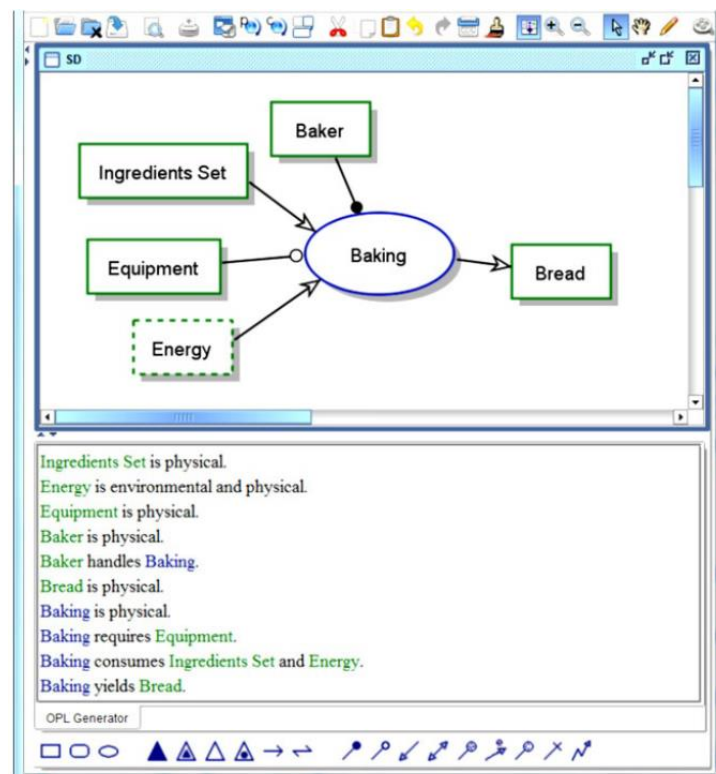 SD
Baker
Ingredients Set
Baking
Equipment
Bread
Energy
Ingredients Set is physical.
Energy is environmental and physical.
Equipment is physical.
Baker is physical.
Baker handles Baking.
Bread is physical.
Baking is physical.
Baking requires Equipment.
Baking consumes Ingredients Set and Energy.
Baking yields Bread.
OPL Generator